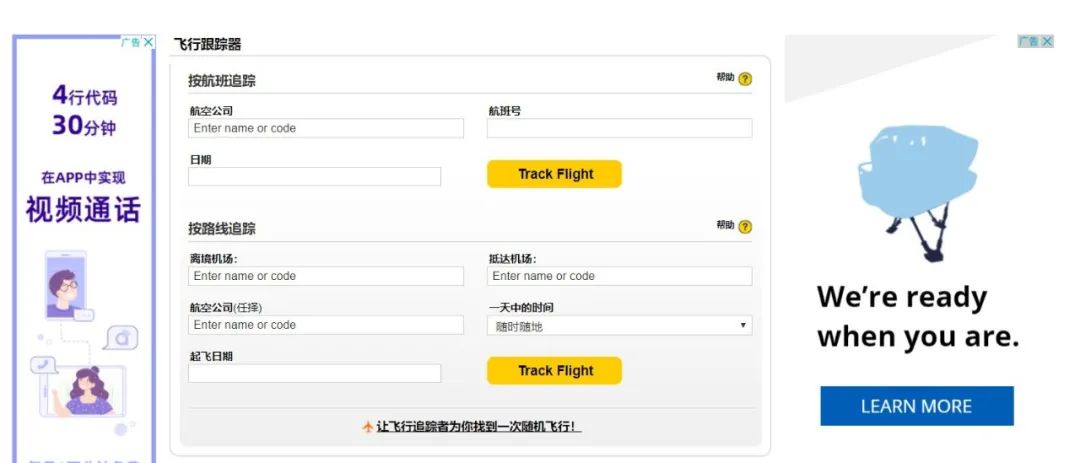 广告
4行代码
30分钟
在APP中实现
视频通话
飞行跟踪器
按航班追踪
帮助 ?
航空公司
航班号
Enter name or code
日期
Track Flight
按路线追踪
帮助 ?
离境机场:
抵达机场:
Enter name or code
Enter name or code
航空公司(任择)
一天中的时间
Enter name or code
随时随地
起飞日期
Track Flight
让飞行追踪者为你找到一次随机飞行!
广告
We're ready
when you are.
LEARN MORE